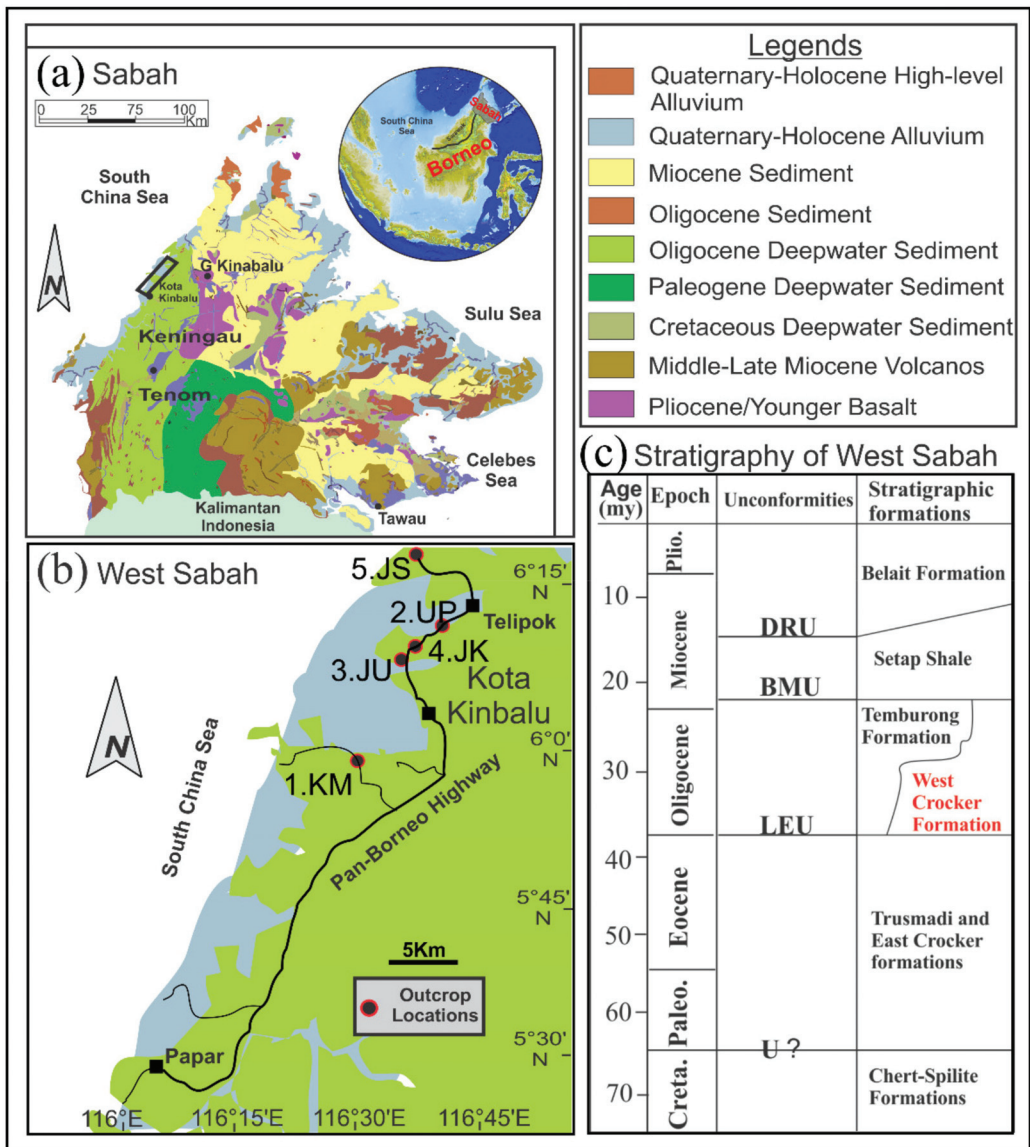 (a) Sabah
0 25 50 75 100
Km
South
China Sea
N
G Kinabalu
Kota
Kinbalu
Keningau
Tenom
Sulu Sea
Celebes
Sea
Kalimantan
Indonesia
Tawau
South China
Sea
Sabah
Borneo
Legends
Quaternary-Holocene High-level
Alluvium
Quaternary-Holocene Alluvium
Miocene Sediment
Oligocene Sediment
Oligocene Deepwater Sediment
Paleogene Deepwater Sediment
Cretaceous Deepwater Sediment
Middle-Late Miocene Volcanos
Pliocene/Younger Basalt
(b) West Sabah
5.JS
6°15'
N
2.UP
Telipok
4.JK
3.JU
Kota
Kinbalu
N
6°0'
N
1.KM
South China Sea
Pan-Borneo Highway
5°45'
N
5Km
Outcrop
Locations
5°30'
N
Papar
116°E
116°15'E
116°30'E
116°45'E
(c) Stratigraphy of West Sabah
Age
(my)
Epoch
Unconformities
Stratigraphic
formations
Plio.
Belait Formation
10
DRU
Miocene
Setap Shale
20
BMU
Temburong
Formation
Oligocene
30
West
Crocker
Formation
LEU
40
Eocene
50
Trusmadi and
East Crocker
formations
Paleo.
60
U ?
Creta.
70
Chert-Spilite
Formations